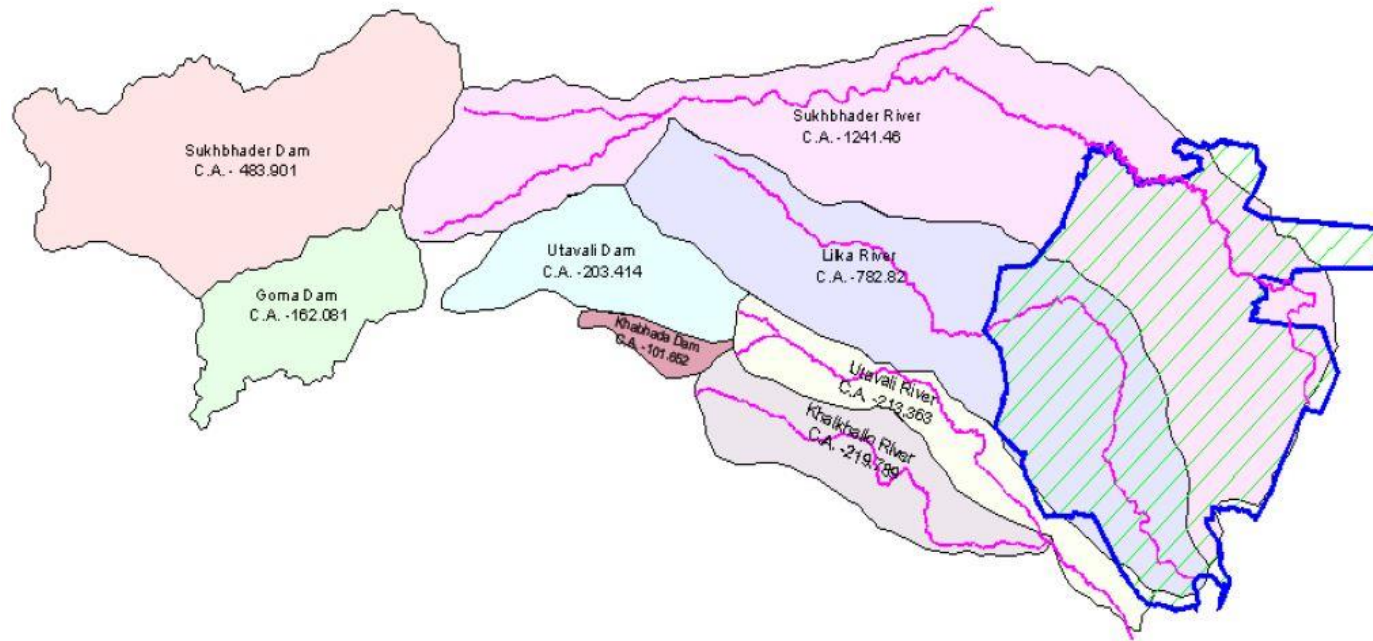 Sukhbhader River
C.A. -1241.46
Sukhbhader Dam
C.A. - 483.901
Utavali Dam
C.A. -203.414
Lilka River
C.A. -782.82
Goma Dam
C.A. -162.081
Khabhada Dam
C.A. -101.652
Utavali River
C.A. -213.363
Khalkhalio River
C.A. -219.789